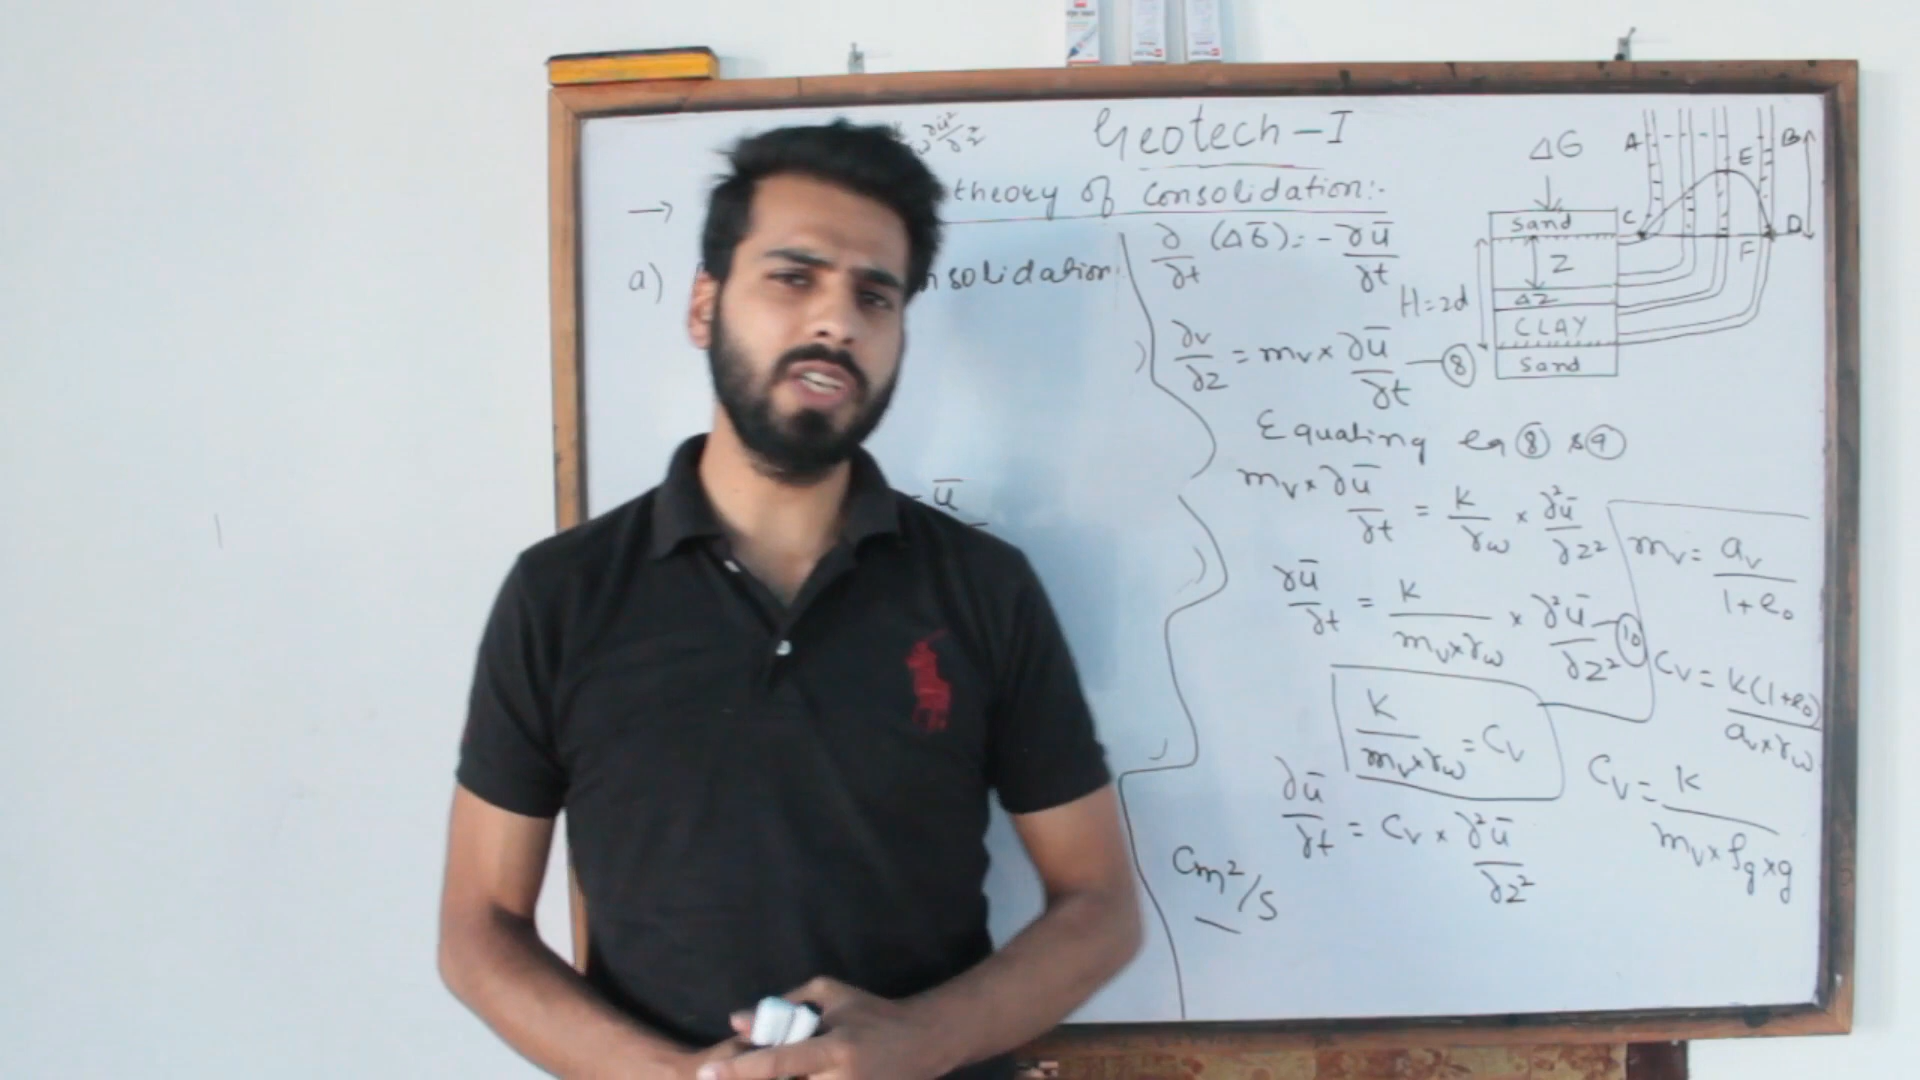 Geotech-I
→ theory of Consolidation:-
a)
∂/∂t (Δσ̄) = -∂ū/∂t
∂v/∂z = mv × ∂ū/∂t —⑧
Equating eq ⑧ & ⑨
mv × ∂ū/∂t = K/γw × ∂²ū/∂z²
∂ū/∂t = K/(mv×γw) × ∂²ū/∂z² —⑩
K/(mv×γw) = Cv
∂ū/∂t = Cv × ∂²ū/∂z²
Cm²/s
mv = av/(1+e₀)
Cv = K(1+e₀)/(av×γw)
Cv = K/(mv×ρg×g)
Δσ
Sand
Z
ΔZ
CLAY
Sand
H=2d
A
B
E
C
D
F
- ū